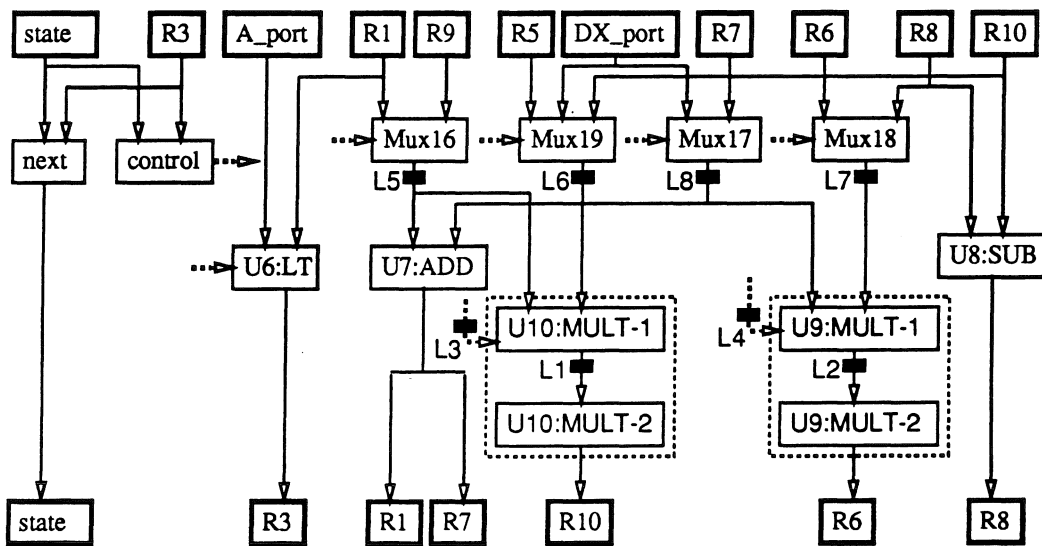 state R3 A_port R1 R9 R5 DX_port R7 R6 R8 R10
next control Mux16 Mux19 Mux17 Mux18
L5 L6 L8 L7
U6:LT U7:ADD U8:SUB
U10:MULT-1 U9:MULT-1
L3 L4
L1 L2
U10:MULT-2 U9:MULT-2
state R3 R1 R7 R10 R6 R8